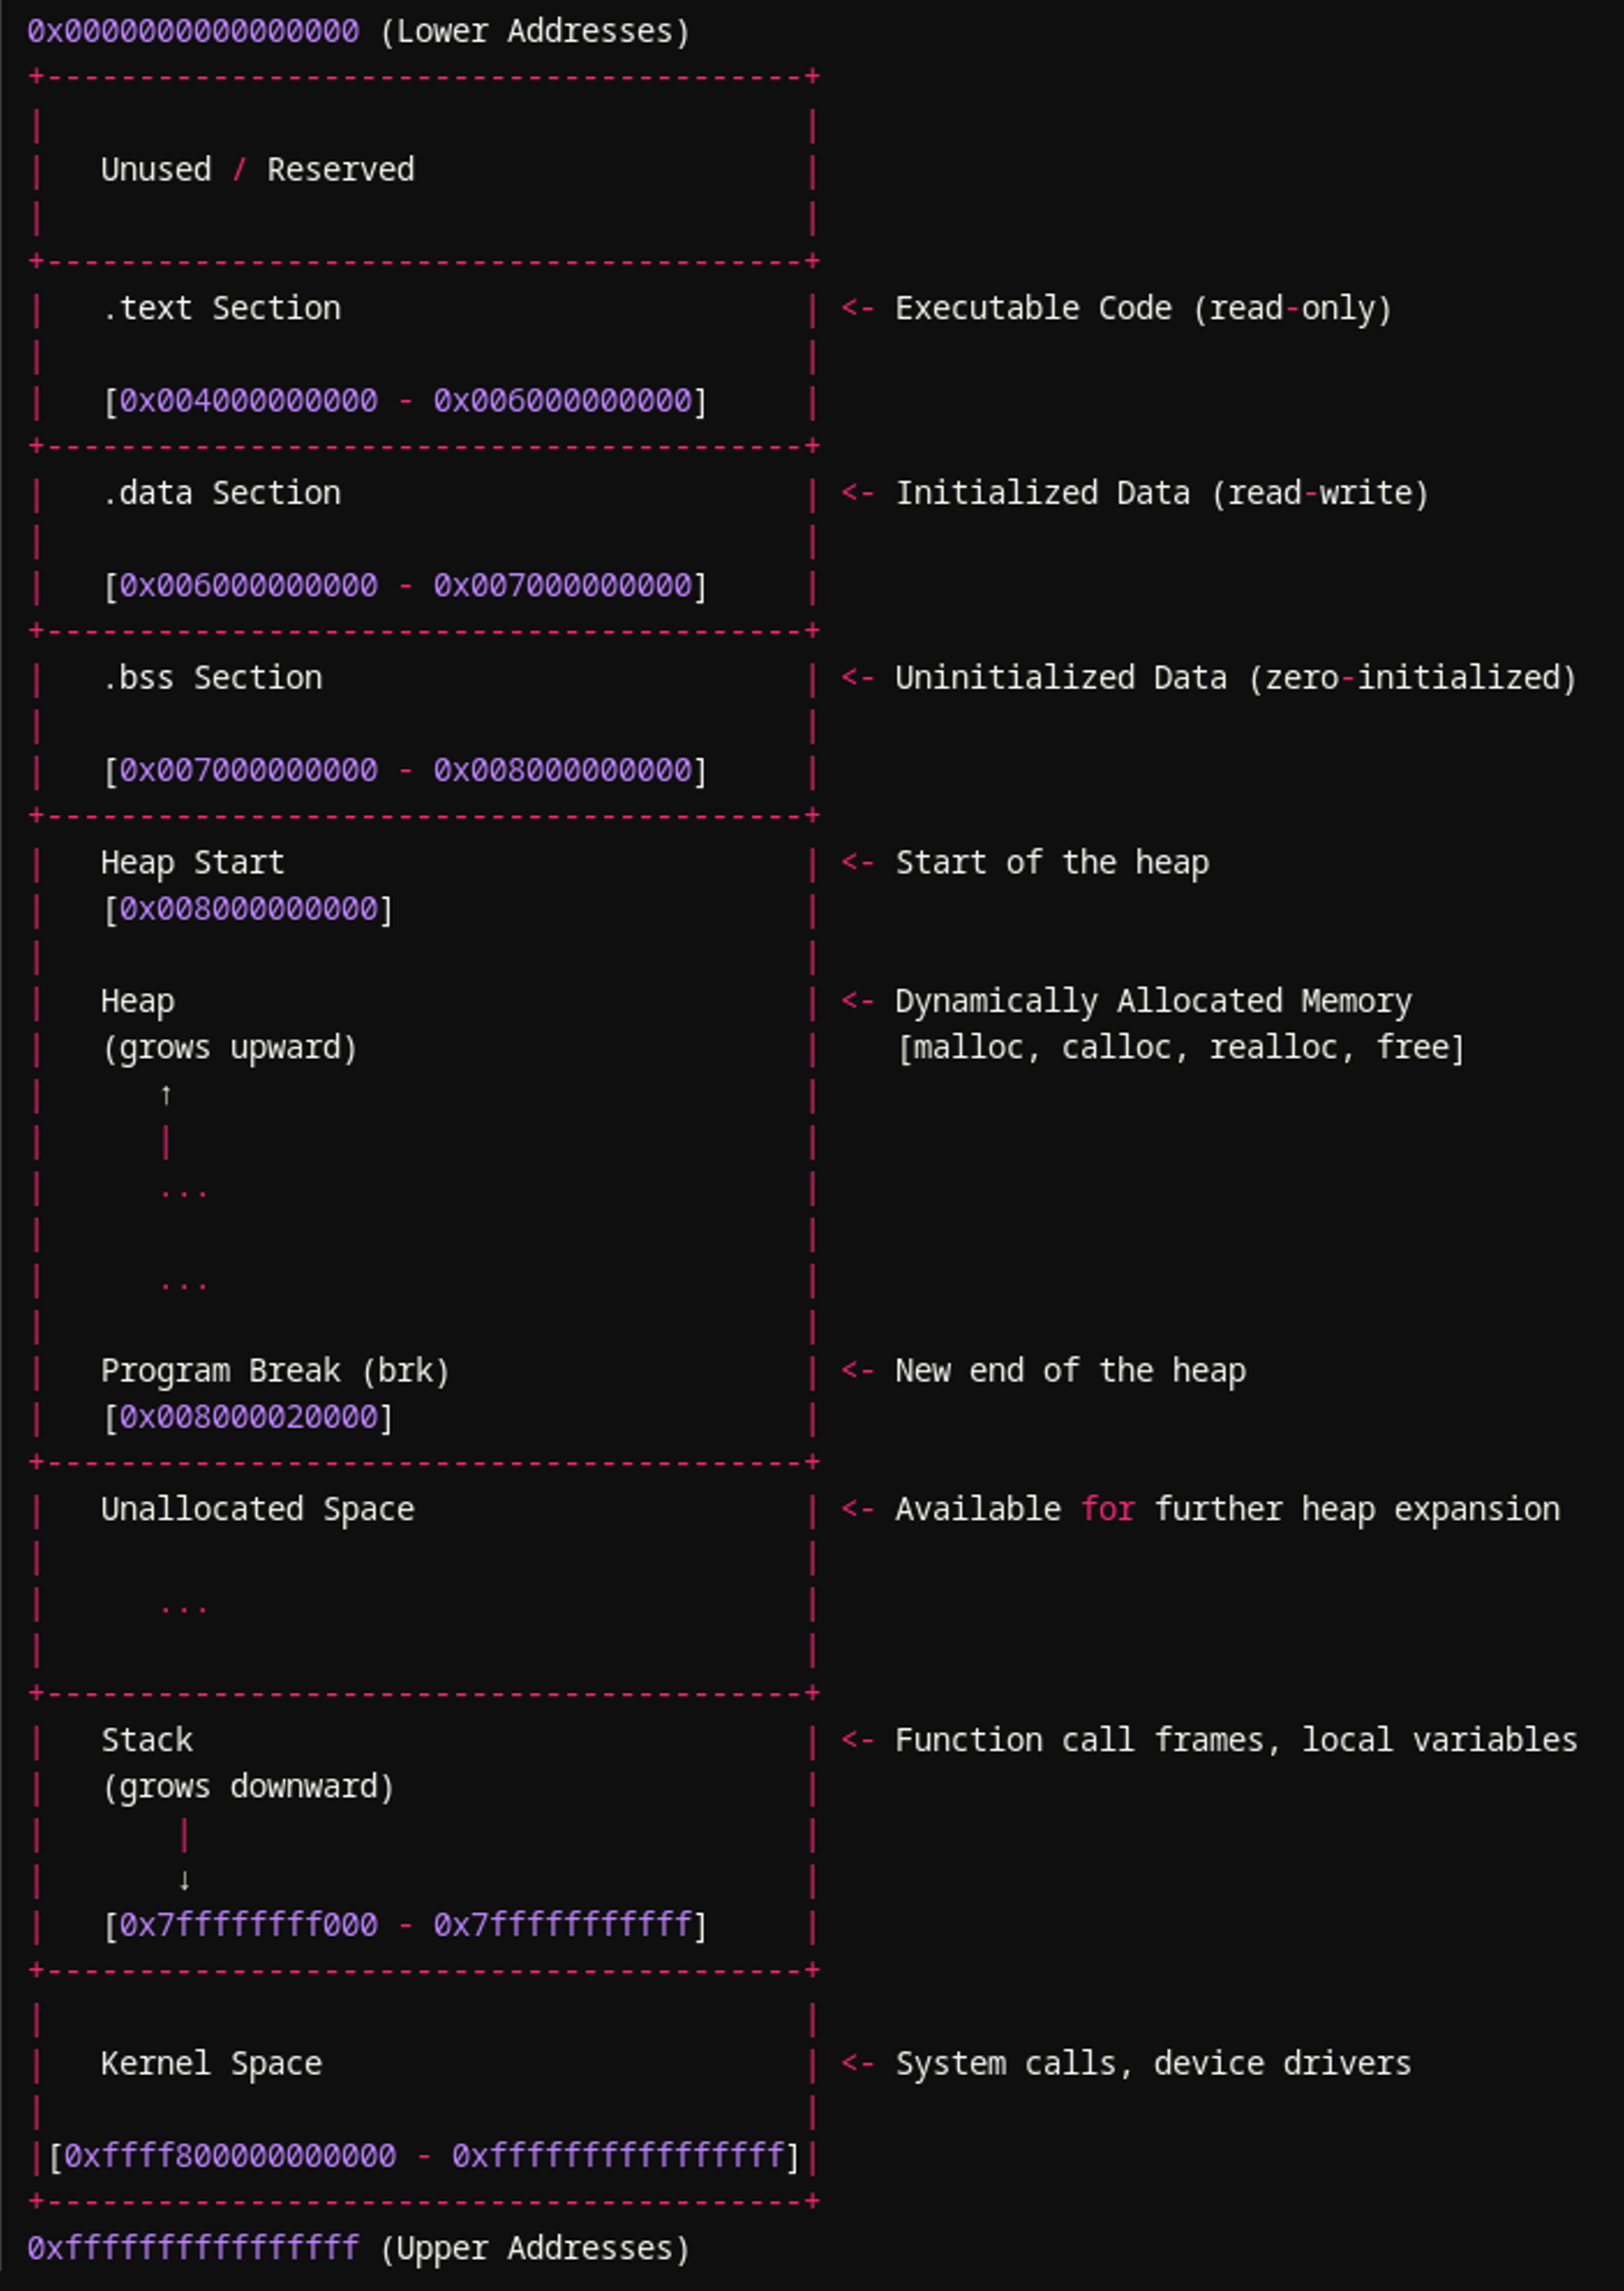 0x0000000000000000 (Lower Addresses)
+-----------------------------------------+
|                                         |
|   Unused / Reserved                     |
|                                         |
+-----------------------------------------+
|   .text Section                         | <- Executable Code (read-only)
|                                         |
|   [0x004000000000 - 0x006000000000]     |
+-----------------------------------------+
|   .data Section                         | <- Initialized Data (read-write)
|                                         |
|   [0x006000000000 - 0x007000000000]     |
+-----------------------------------------+
|   .bss Section                          | <- Uninitialized Data (zero-initialized)
|                                         |
|   [0x007000000000 - 0x008000000000]     |
+-----------------------------------------+
|   Heap Start                            | <- Start of the heap
|   [0x008000000000]                      |
|                                         |
|   Heap                                  | <- Dynamically Allocated Memory
|   (grows upward)                        |    [malloc, calloc, realloc, free]
|      ↑                                  |
|      |                                  |
|      ...                                |
|                                         |
|      ...                                |
|                                         |
|   Program Break (brk)                   | <- New end of the heap
|   [0x008000020000]                      |
+-----------------------------------------+
|   Unallocated Space                     | <- Available for further heap expansion
|                                         |
|      ...                                |
|                                         |
+-----------------------------------------+
|   Stack                                 | <- Function call frames, local variables
|   (grows downward)                      |
|       |                                 |
|       ↓                                 |
|   [0x7ffffffff000 - 0x7fffffffffff]     |
+-----------------------------------------+
|                                         |
|   Kernel Space                          | <- System calls, device drivers
|                                         |
|[0xffff800000000000 - 0xffffffffffffffff]|
+-----------------------------------------+
0xffffffffffffffff (Upper Addresses)